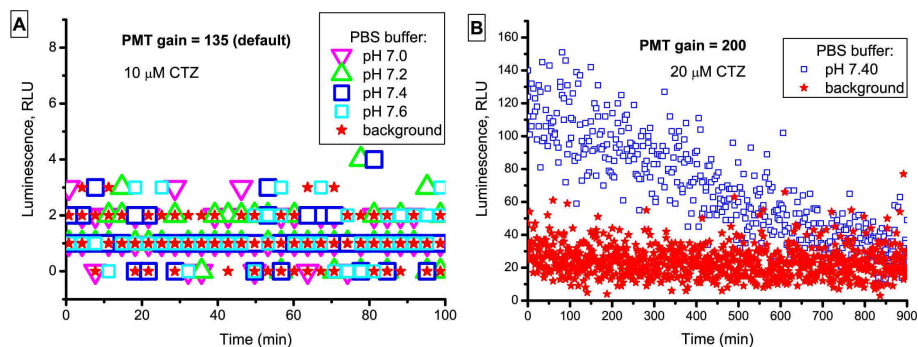 A
PMT gain = 135 (default)
10 μM CTZ
PBS buffer:
pH 7.0
pH 7.2
pH 7.4
pH 7.6
background
Luminescence, RLU
0
2
4
6
8
0
20
40
60
80
100
Time (min)
B
PMT gain = 200
20 μM CTZ
PBS buffer:
pH 7.40
background
Luminescence, RLU
0
20
40
60
80
100
120
140
160
0
100
200
300
400
500
600
700
800
900
Time (min)